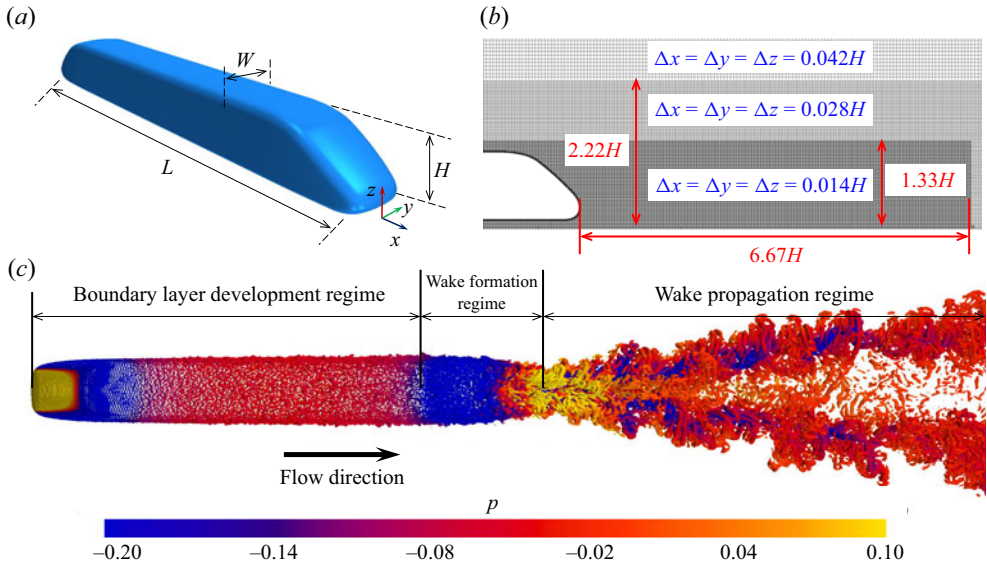 (a)
W
L
H
z
y
x
(b)
Δx = Δy = Δz = 0.042H
Δx = Δy = Δz = 0.028H
2.22H
Δx = Δy = Δz = 0.014H
1.33H
6.67H
(c)
Boundary layer development regime
Wake formation
regime
Wake propagation regime
Flow direction
p
−0.20 −0.14 −0.08 −0.02 0.04 0.10